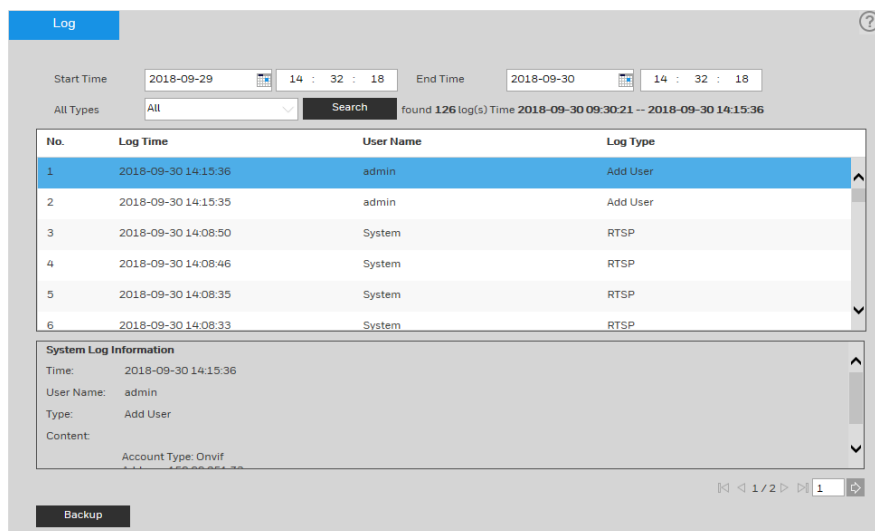 Log
?
Start Time 2018-09-29 14 : 32 : 18 End Time 2018-09-30 14 : 32 : 18
All Types All Search found 126 log(s) Time 2018-09-30 09:30:21 -- 2018-09-30 14:15:36
No. Log Time User Name Log Type
1 2018-09-30 14:15:36 admin Add User
2 2018-09-30 14:15:35 admin Add User
3 2018-09-30 14:08:50 System RTSP
4 2018-09-30 14:08:46 System RTSP
5 2018-09-30 14:08:35 System RTSP
6 2018-09-30 14:08:33 System RTSP
System Log Information
Time: 2018-09-30 14:15:36
User Name: admin
Type: Add User
Content:
Account Type: Onvif
1 / 2 1
Backup